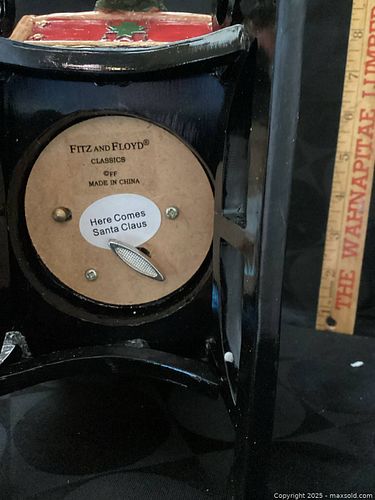 FITZ AND FLOYD®
CLASSICS
©FF
MADE IN CHINA
Here Comes
Santa Claus
THE WAHNAPITAE LUMBER
Copyright 2025 - maxsold.com